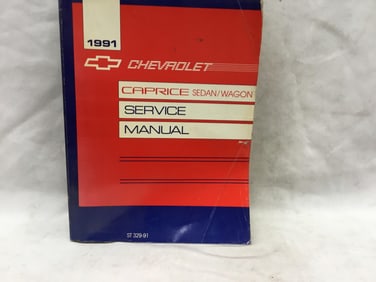 1991
CHEVROLET
CAPRICE SEDAN/WAGON
SERVICE
MANUAL
ST 329-91